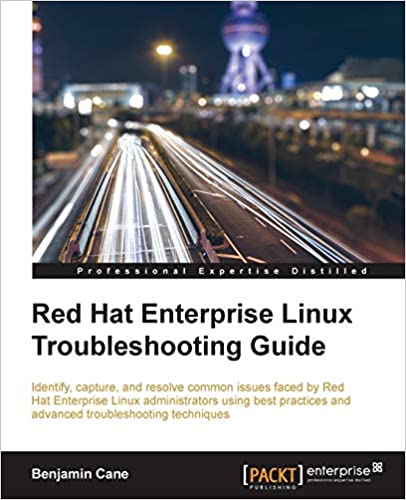 Professional Expertise Distilled
Red Hat Enterprise Linux
Troubleshooting Guide
Identify, capture, and resolve common issues faced by Red
Hat Enterprise Linux administrators using best practices and
advanced troubleshooting techniques
Benjamin Cane
[PACKT] enterprise
PUBLISHING
professional expertise distilled